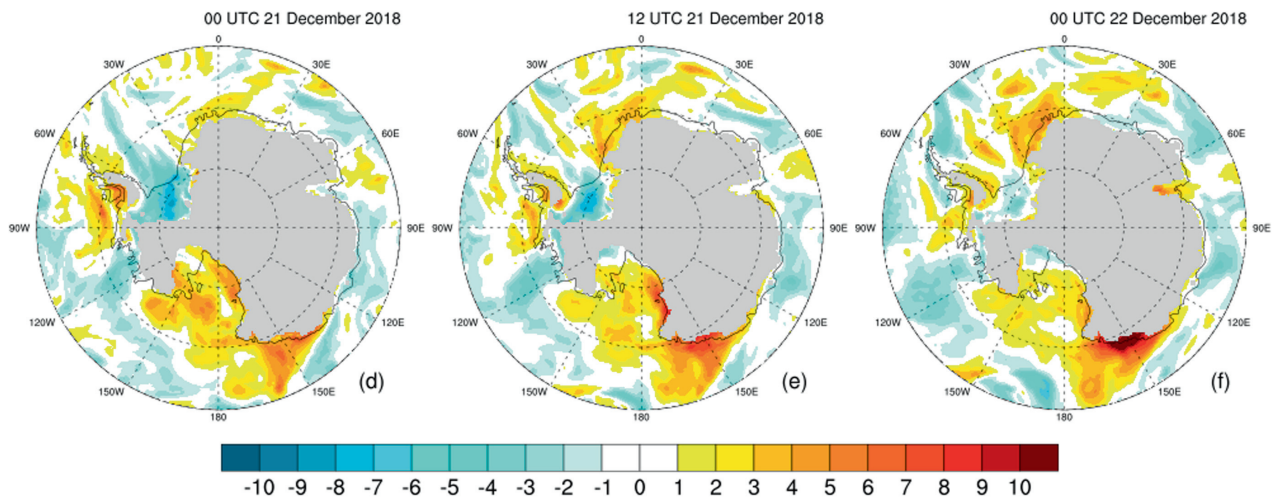 00 UTC 21 December 2018
12 UTC 21 December 2018
00 UTC 22 December 2018
0
0
0
30W
30E
30W
30E
30W
30E
60W
60E
60W
60E
60W
60E
90W
90E
90W
90E
90W
90E
120W
120E
120W
120E
120W
120E
150W
150E
150W
150E
150W
150E
180
180
180
(d)
(e)
(f)
-10 -9 -8 -7 -6 -5 -4 -3 -2 -1 0 1 2 3 4 5 6 7 8 9 10